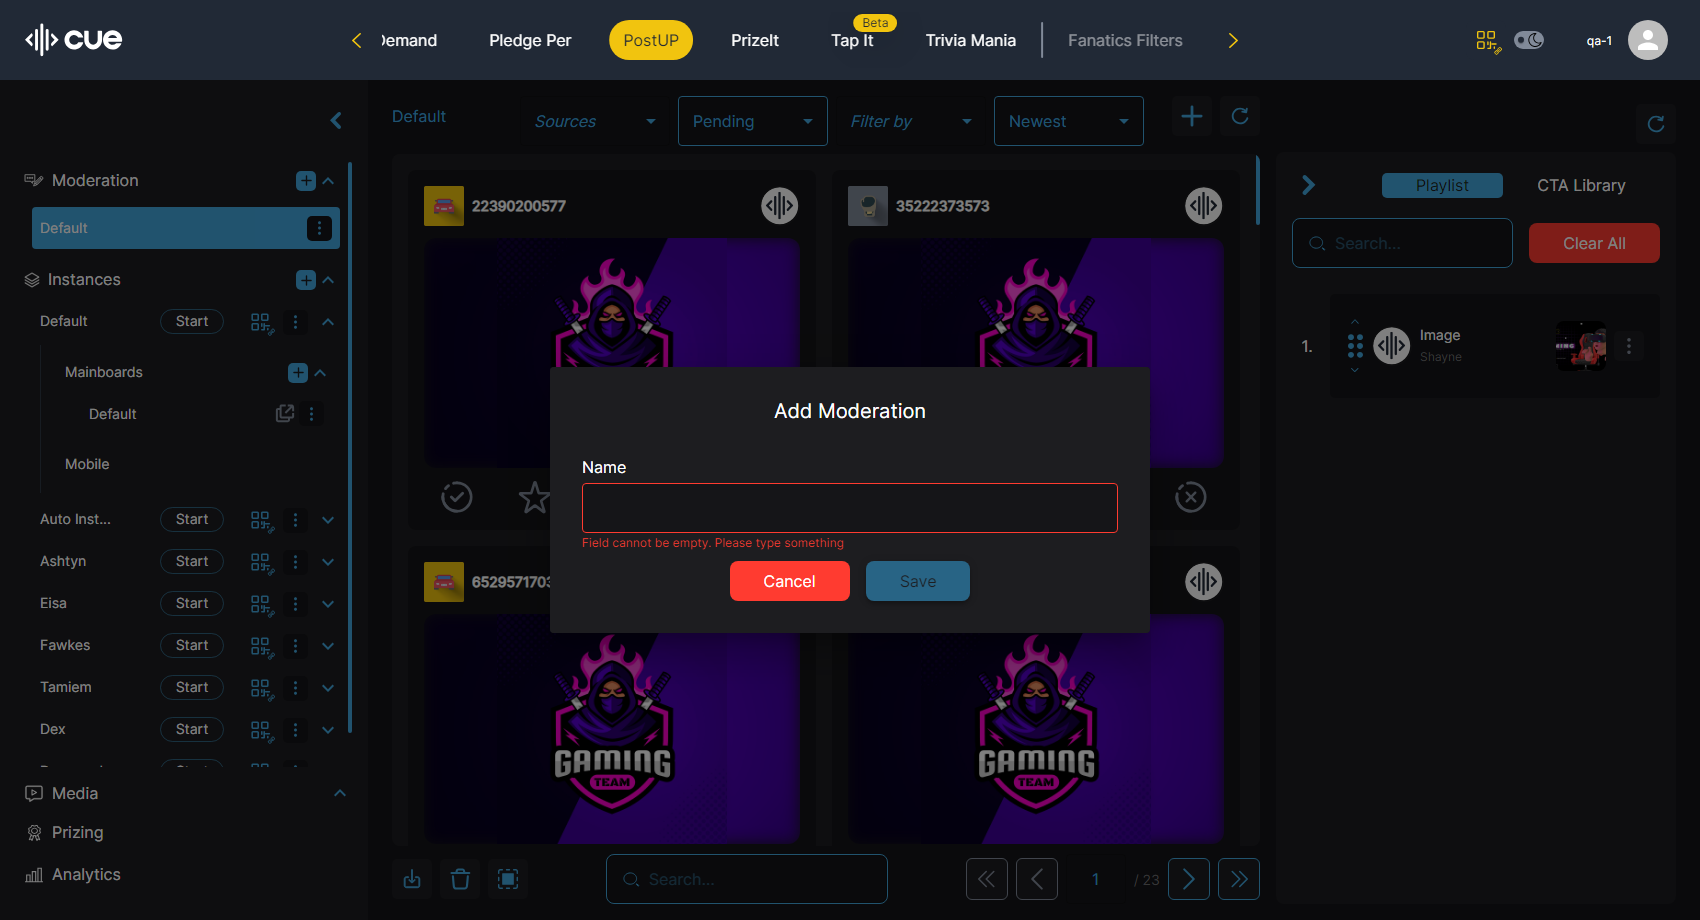 cue
Demand
Pledge Per
PostUP
PrizeIt
Beta
Tap It
Trivia Mania
Fanatics Filters
qa-1
Moderation
Default
Instances
Default
Start
Mainboards
Default
Mobile
Auto Inst...
Start
Ashtyn
Start
Eisa
Start
Fawkes
Start
Tamiem
Start
Dex
Start
Media
Prizing
Analytics
Default
Sources
Pending
Filter by
Newest
22390200577
35222373573
Add Moderation
Name
Field cannot be empty. Please type something
Cancel
Save
6529571703
GAMING
TEAM
GAMING
TEAM
Search...
1
/ 23
Playlist
CTA Library
Search...
Clear All
1.
Image
Shayne